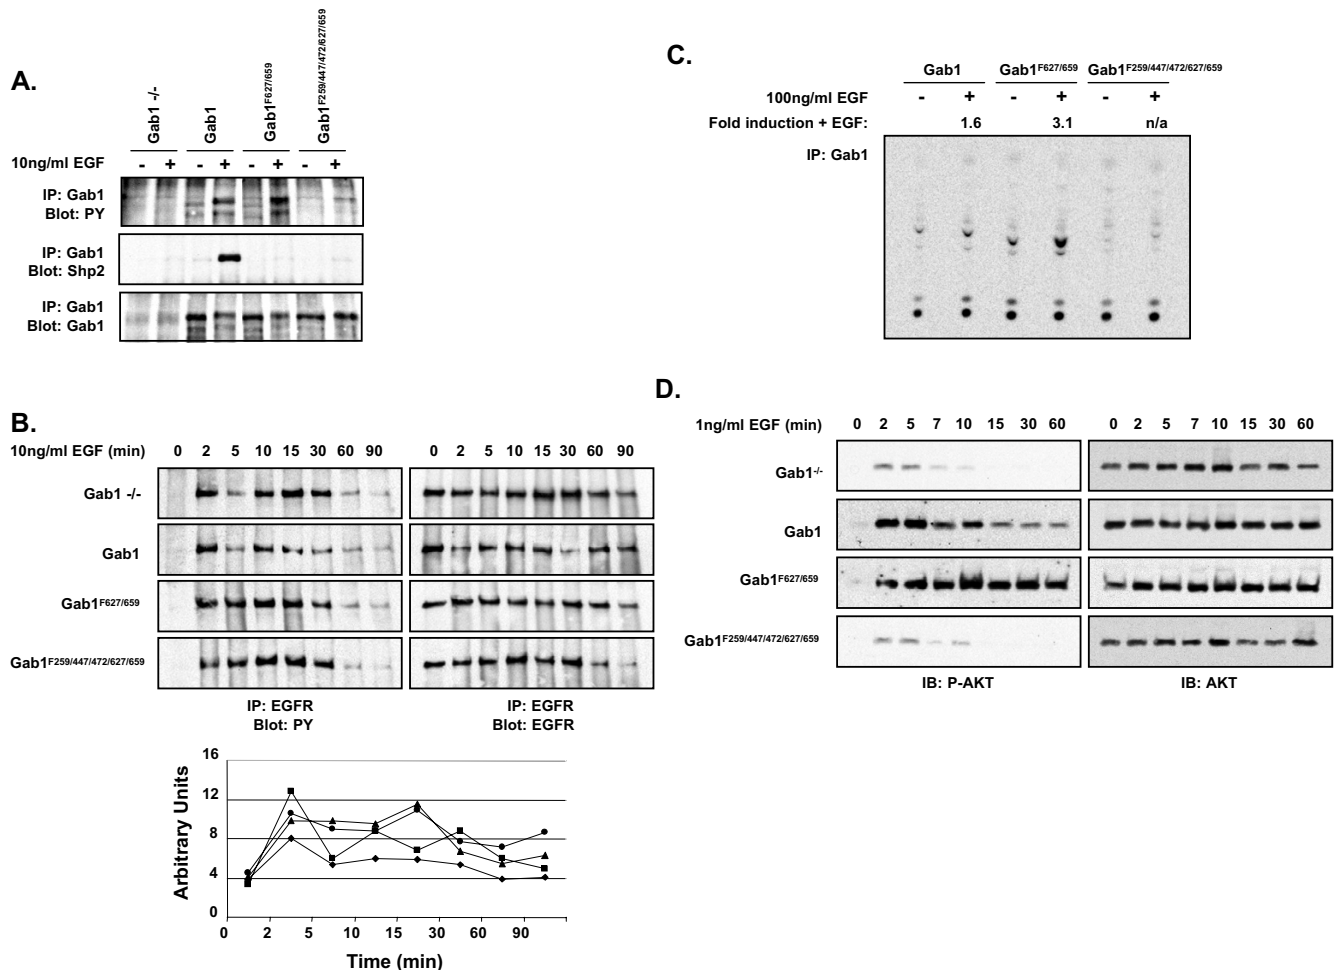 A.
Gab1 -/-
Gab1
Gab1F627/659
Gab1F259/447/472/627/659
10ng/ml EGF - + - + - + - +
IP: Gab1
Blot: PY
IP: Gab1
Blot: Shp2
IP: Gab1
Blot: Gab1
B.
10ng/ml EGF (min) 0 2 5 10 15 30 60 90 0 2 5 10 15 30 60 90
Gab1 -/-
Gab1
Gab1F627/659
Gab1F259/447/472/627/659
IP: EGFR
Blot: PY
IP: EGFR
Blot: EGFR
Arbitrary Units
16
12
8
4
0
0 2 5 10 15 30 60 90
Time (min)
C.
Gab1 Gab1F627/659 Gab1F259/447/472/627/659
100ng/ml EGF - + - + - +
Fold induction + EGF: 1.6 3.1 n/a
IP: Gab1
D.
1ng/ml EGF (min) 0 2 5 7 10 15 30 60 0 2 5 7 10 15 30 60
Gab1-/-
Gab1
Gab1F627/659
Gab1F259/447/472/627/659
IB: P-AKT
IB: AKT